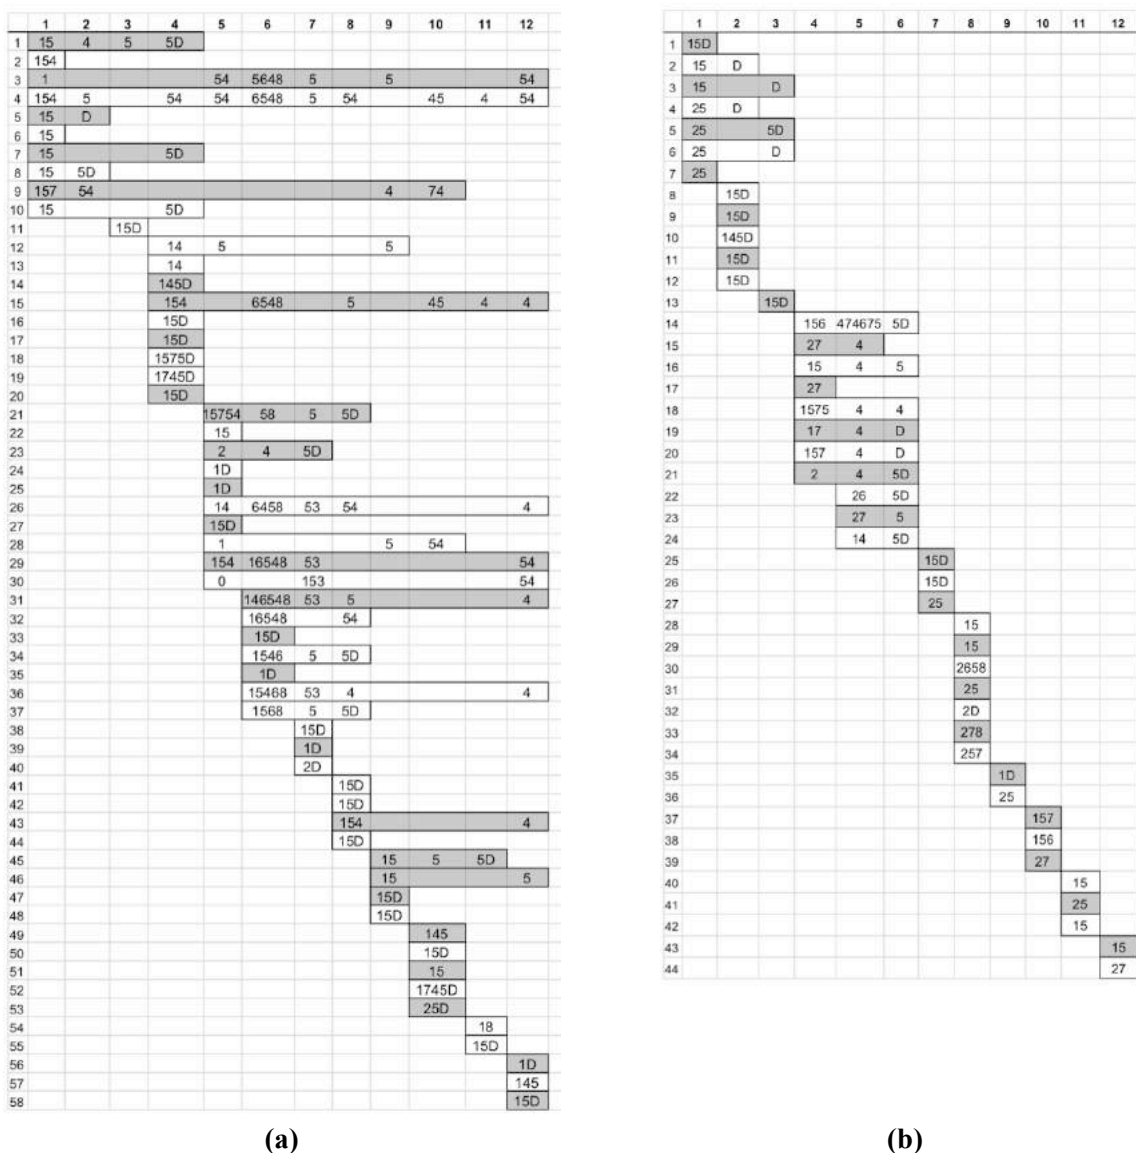 1 2 3 4 5 6 7 8 9 10 11 12
1 15 4 5 5D
2 154
3 1 54 5648 5 5 54
4 154 5 54 54 6548 5 54 45 4 54
5 15 D
6 15
7 15 5D
8 15 5D
9 157 54 4 74
10 15 5D
11 15D
12 14 5 5
13 14
14 145D
15 154 6548 5 45 4 4
16 15D
17 15D
18 1575D
19 1745D
20 15D
21 15754 58 5 5D
22 15
23 2 4 5D
24 1D
25 1D
26 14 6458 53 54 4
27 15D
28 1 5 54
29 154 16548 53 54
30 0 153 54
31 146548 53 5 4
32 16548 54
33 15D
34 1546 5 5D
35 1D
36 15468 53 4 4
37 1568 5 5D
38 15D
39 1D
40 2D
41 15D
42 15D
43 154 4
44 15D
45 15 5 5D
46 15 5
47 15D
48 15D
49 145
50 15D
51 15
52 1745D
53 25D
54 18
55 15D
56 1D
57 145
58 15D
(a)
1 2 3 4 5 6 7 8 9 10 11 12
1 15D
2 15 D
3 15 D
4 25 D
5 25 5D
6 25 D
7 25
8 15D
9 15D
10 145D
11 15D
12 15D
13 15D
14 156 474675 5D
15 27 4
16 15 4 5
17 27
18 1575 4 4
19 17 4 D
20 157 4 D
21 2 4 5D
22 26 5D
23 27 5
24 14 5D
25 15D
26 15D
27 25
28 15
29 15
30 2658
31 25
32 2D
33 278
34 257
35 1D
36 25
37 157
38 156
39 27
40 15
41 25
42 15
43 15
44 27
(b)